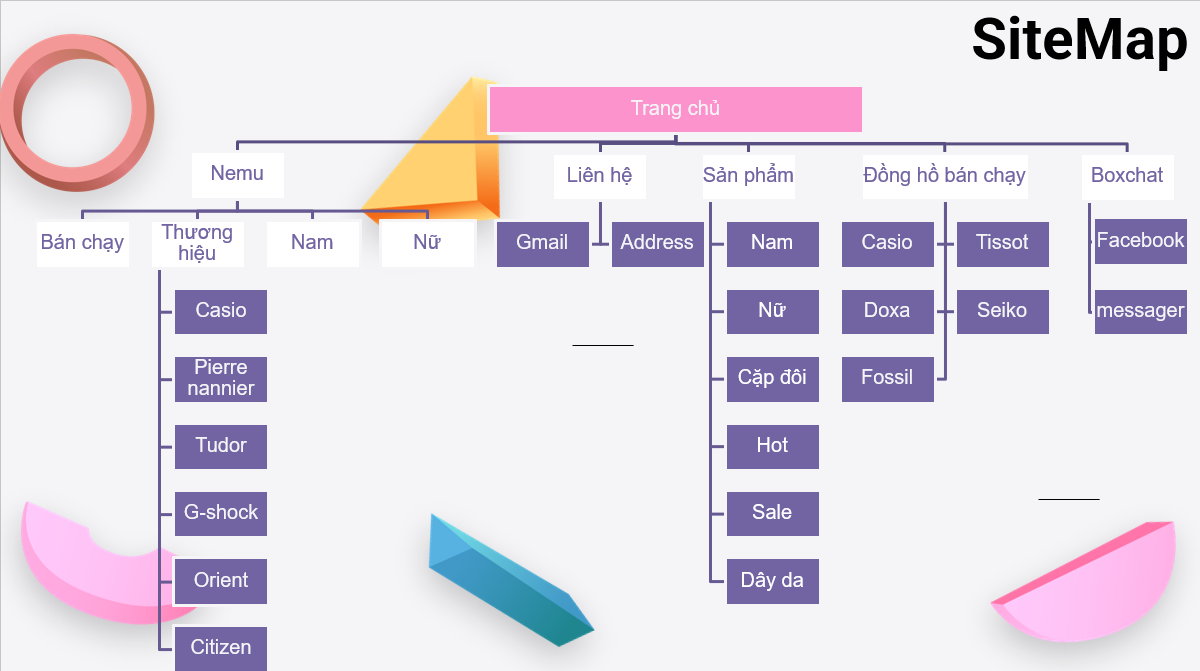 SiteMap
Trang chủ
Nemu
Liên hệ
Sản phẩm
Đồng hồ bán chạy
Boxchat
Bán chạy
Thương
hiệu
Nam
Nữ
Gmail
Address
Nam
Casio
Tissot
Facebook
Casio
Nữ
Doxa
Seiko
messager
Pierre
nannier
Cặp đôi
Fossil
Tudor
Hot
G-shock
Sale
Orient
Dây da
Citizen